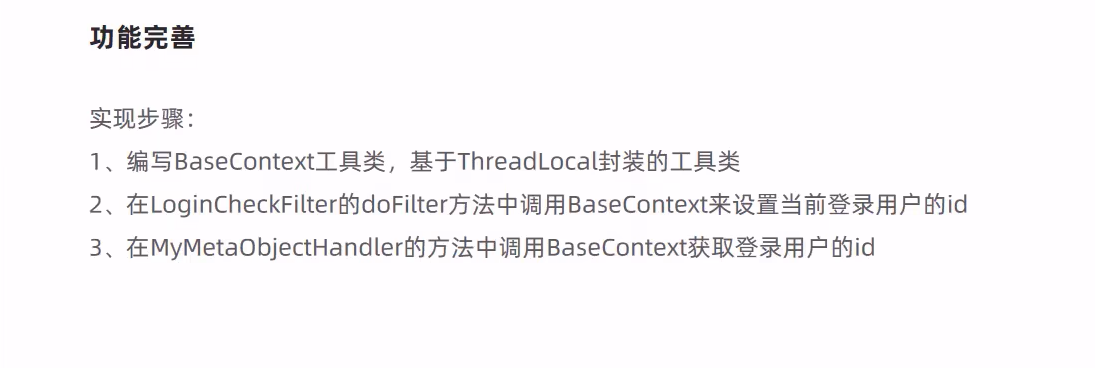 功能完善
实现步骤：
1、编写BaseContext工具类，基于ThreadLocal封装的工具类
2、在LoginCheckFilter的doFilter方法中调用BaseContext来设置当前登录用户的id
3、在MyMetaObjectHandler的方法中调用BaseContext获取登录用户的id